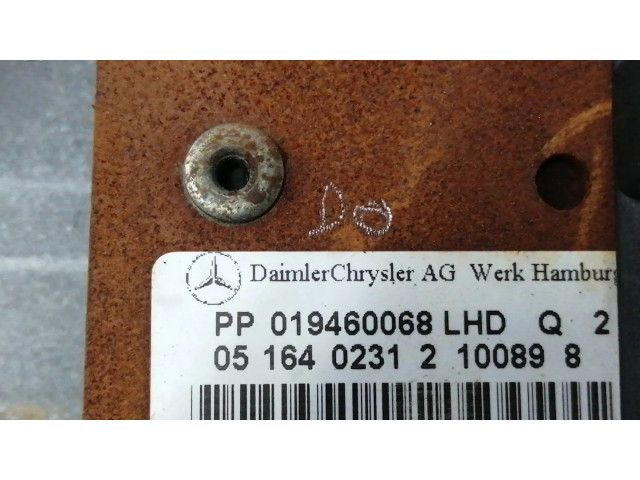 DaimlerChrysler AG Werk Hamburg
PP 019460068 LHD Q 2
05 164 0231 2 10089 8